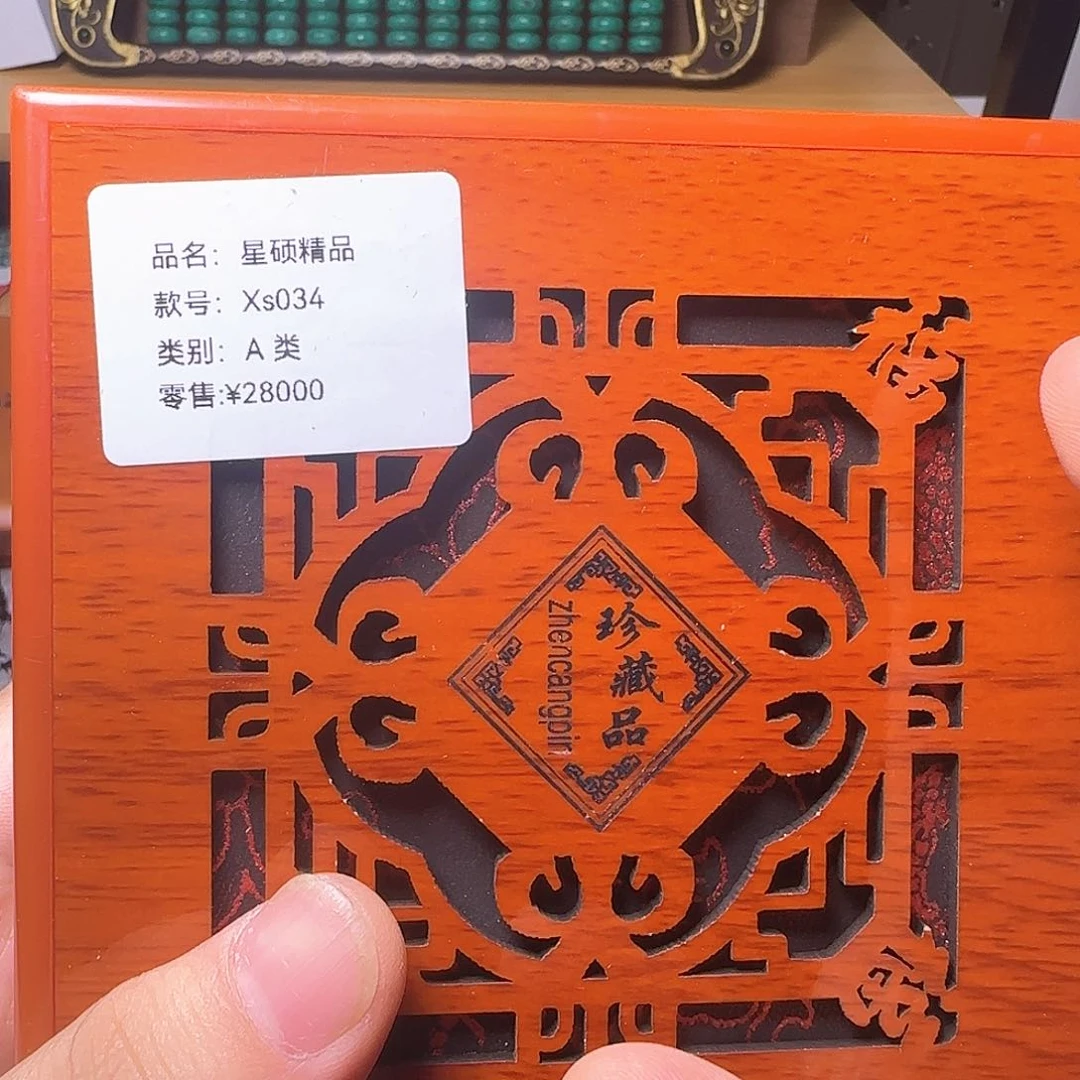 品名：星硕精品
款号：Xs034
类别：A 类
零售:¥28000
珍藏品
zhencangpin